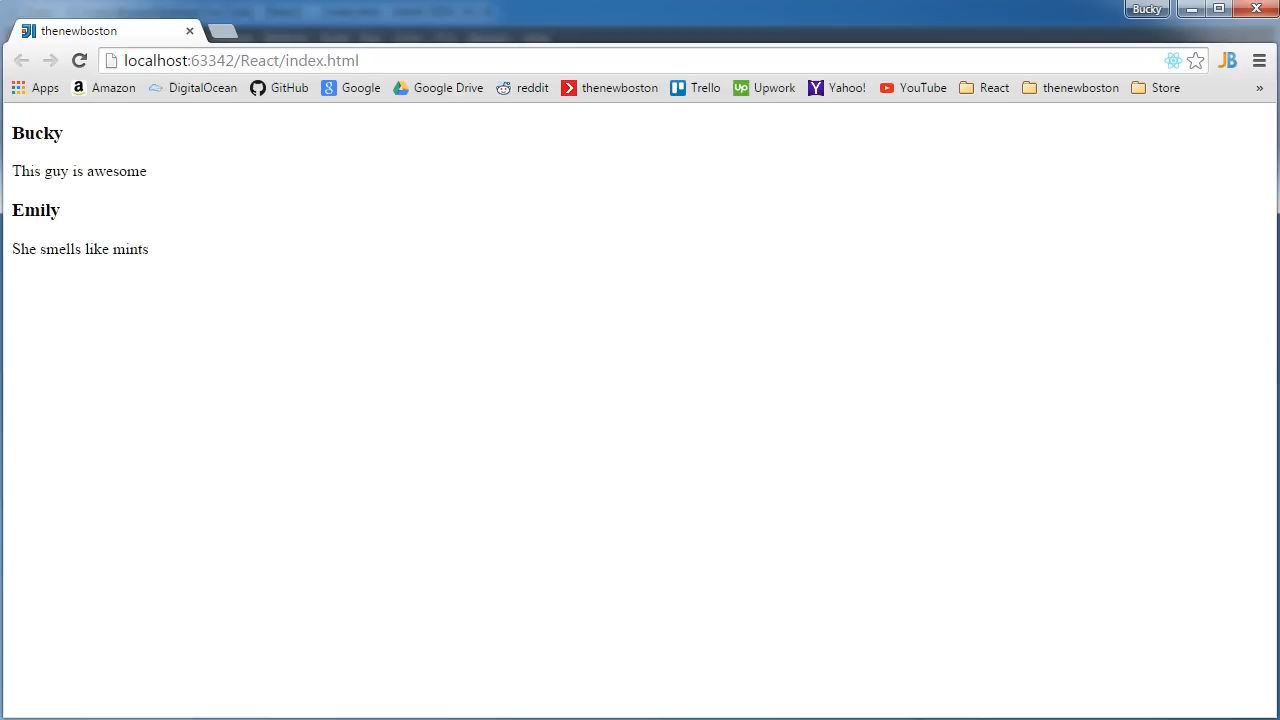 Bucky
thenewboston
localhost:63342/React/index.html
Apps Amazon DigitalOcean GitHub Google Google Drive reddit thenewboston Trello Upwork Yahoo! YouTube React thenewboston Store »
Bucky
This guy is awesome
Emily
She smells like mints